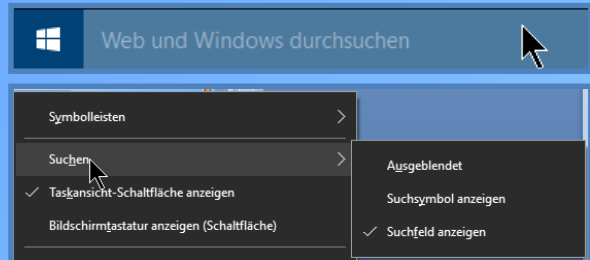 Web und Windows durchsuchen
Symbolleisten
Suchen
Taskansicht-Schaltfläche anzeigen
Bildschirmtastatur anzeigen (Schaltfläche)
Ausgeblendet
Suchsymbol anzeigen
Suchfeld anzeigen